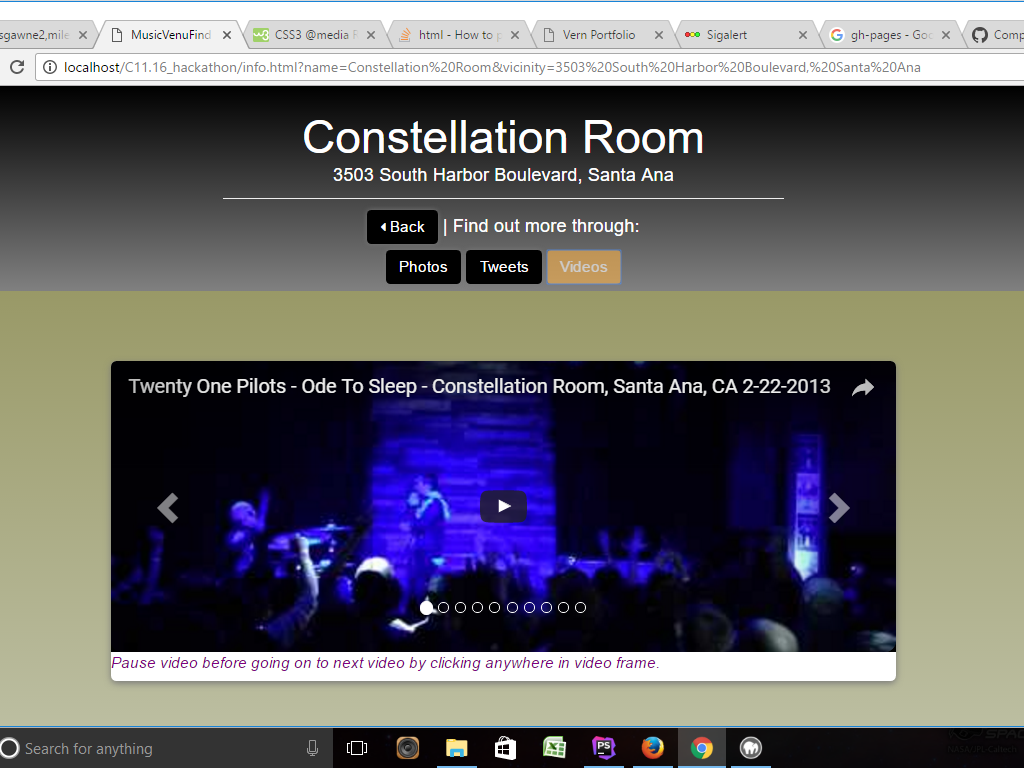 sgawne2,mile
MusicVenuFind
CSS3 @media R
html - How to p
Vern Portfolio
Sigalert
gh-pages - Goo
Comp
localhost/C11.16_hackathon/info.html?name=Constellation%20Room&vicinity=3503%20South%20Harbor%20Boulevard,%20Santa%20Ana
Constellation Room
3503 South Harbor Boulevard, Santa Ana
Back | Find out more through:
Photos Tweets Videos
Twenty One Pilots - Ode To Sleep - Constellation Room, Santa Ana, CA 2-22-2013
Pause video before going on to next video by clicking anywhere in video frame.
Search for anything
PS